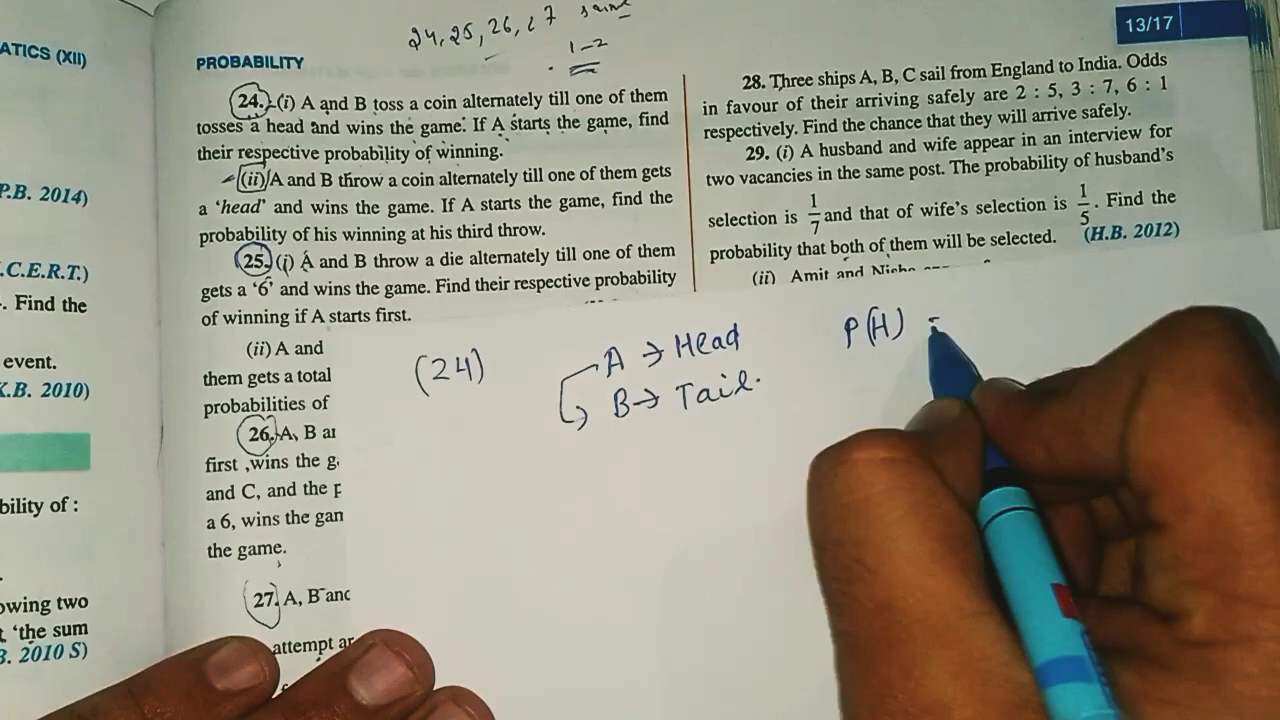 24, 25, 26, 27 same
1-2
13/17
ATICS (XII)
P.B. 2014)
.C.E.R.T.)
. Find the
event.
K.B. 2010)
bility of :
owing two
'the sum
B. 2010 S)
PROBABILITY
24. (i) A and B toss a coin alternately till one of them
tosses a head and wins the game. If A starts the game, find
their respective probability of winning.
(ii) A and B throw a coin alternately till one of them gets
a 'head' and wins the game. If A starts the game, find the
probability of his winning at his third throw.
25. (i) A and B throw a die alternately till one of them
gets a '6' and wins the game. Find their respective probability
of winning if A starts first.
(ii) A and
them gets a total
probabilities of
26. A, B
first, wins the
and C, and the
a 6, wins the
the game.
27. A, B and
attempt
28. Three ships A, B, C sail from England to India. Odds
in favour of their arriving safely are 2 : 5, 3 : 7, 6 : 1
respectively. Find the chance that they will arrive safely.
29. (i) A husband and wife appear in an interview for
two vacancies in the same post. The probability of husband's
selection is 1/7 and that of wife's selection is 1/5. Find the
probability that both of them will be selected. (H.B. 2012)
(ii) Amit and
(24)
A → Head
B → Tail.
P(H) =